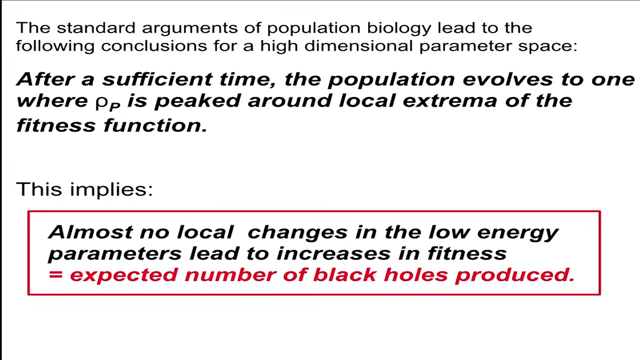 The standard arguments of population biology lead to the
following conclusions for a high dimensional parameter space:
After a sufficient time, the population evolves to one
where ρP is peaked around local extrema of the
fitness function.
This implies:
Almost no local changes in the low energy
parameters lead to increases in fitness
= expected number of black holes produced.